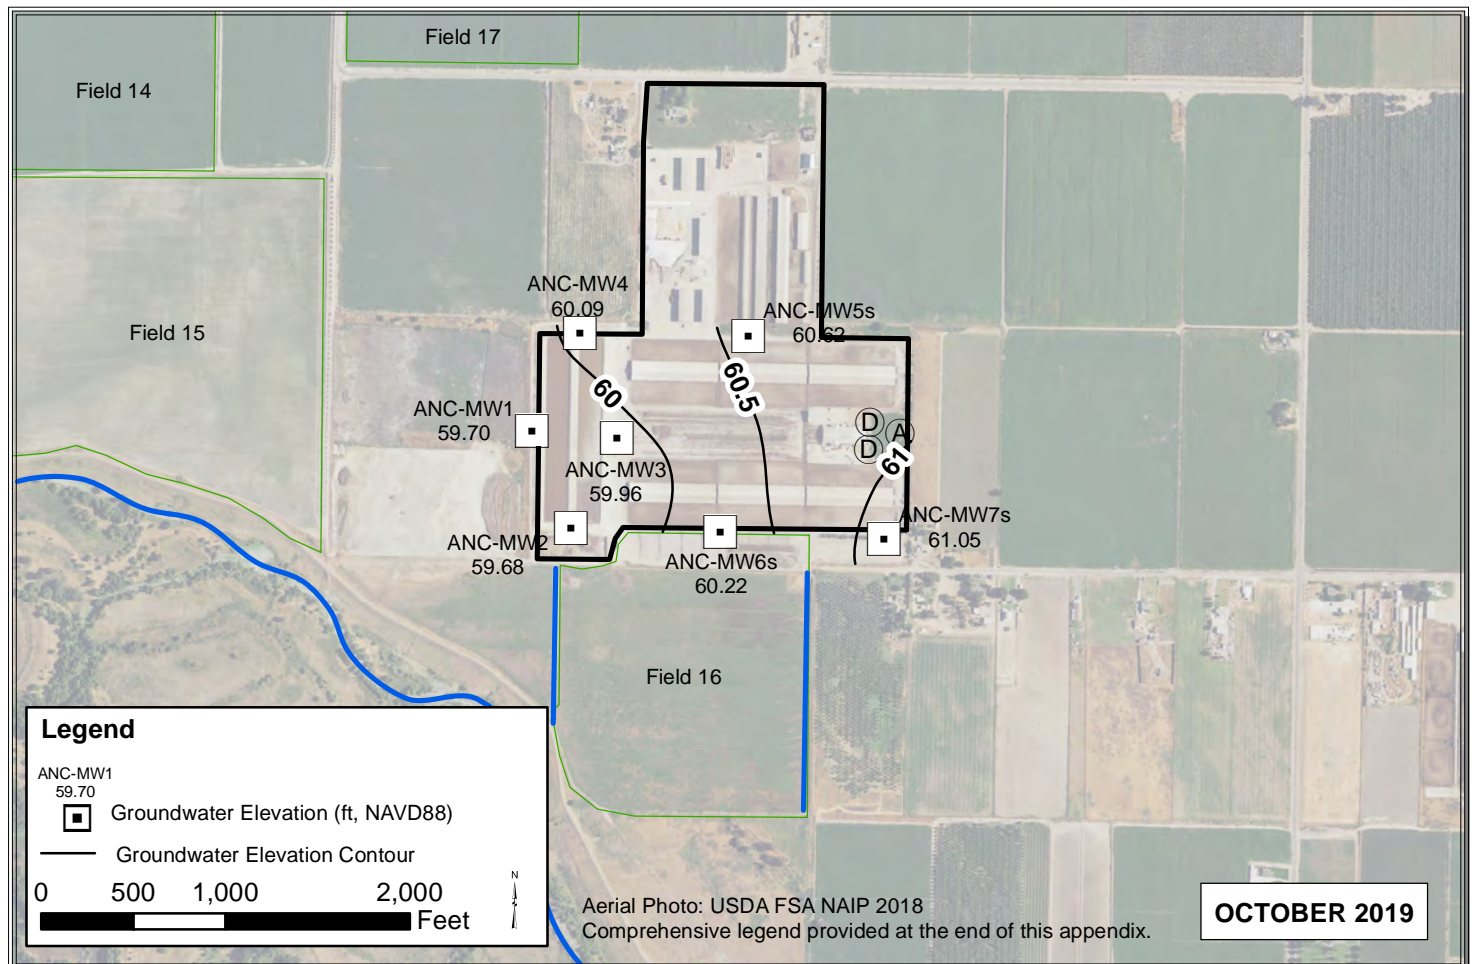 Field 17
Field 14
ANC-MW4
60.09
ANC-MW5s
60.62
Field 15
60
60.5
ANC-MW1
59.70
D
A
D
61
ANC-MW3
59.96
ANC-MW7s
61.05
ANC-MW2
59.68
ANC-MW6s
60.22
Field 16
Legend
ANC-MW1
59.70
Groundwater Elevation (ft, NAVD88)
Groundwater Elevation Contour
0 500 1,000 2,000
Feet
N
Aerial Photo: USDA FSA NAIP 2018
Comprehensive legend provided at the end of this appendix.
OCTOBER 2019